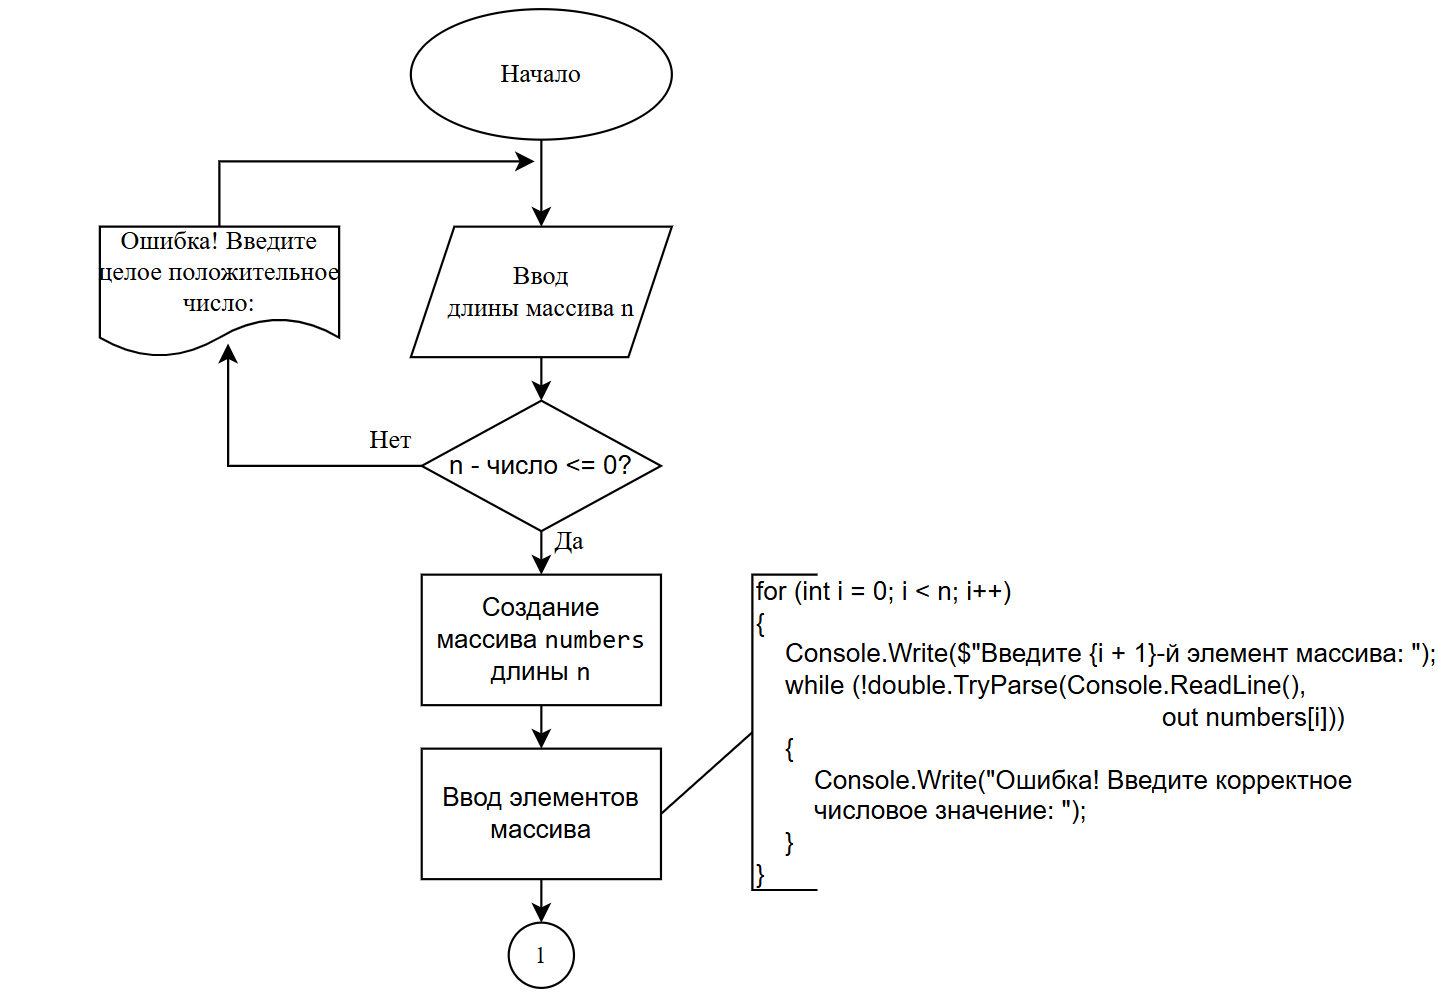 Начало
Ошибка! Введите
целое положительное
число:
Ввод
длины массива n
Нет
n - число <= 0?
Да
Создание
массива numbers
длины n
Ввод элементов
массива
for (int i = 0; i < n; i++)
{
Console.Write($"Введите {i + 1}-й элемент массива: ");
while (!double.TryParse(Console.ReadLine(),
out numbers[i]))
{
Console.Write("Ошибка! Введите корректное
числовое значение: ");
}
}
1